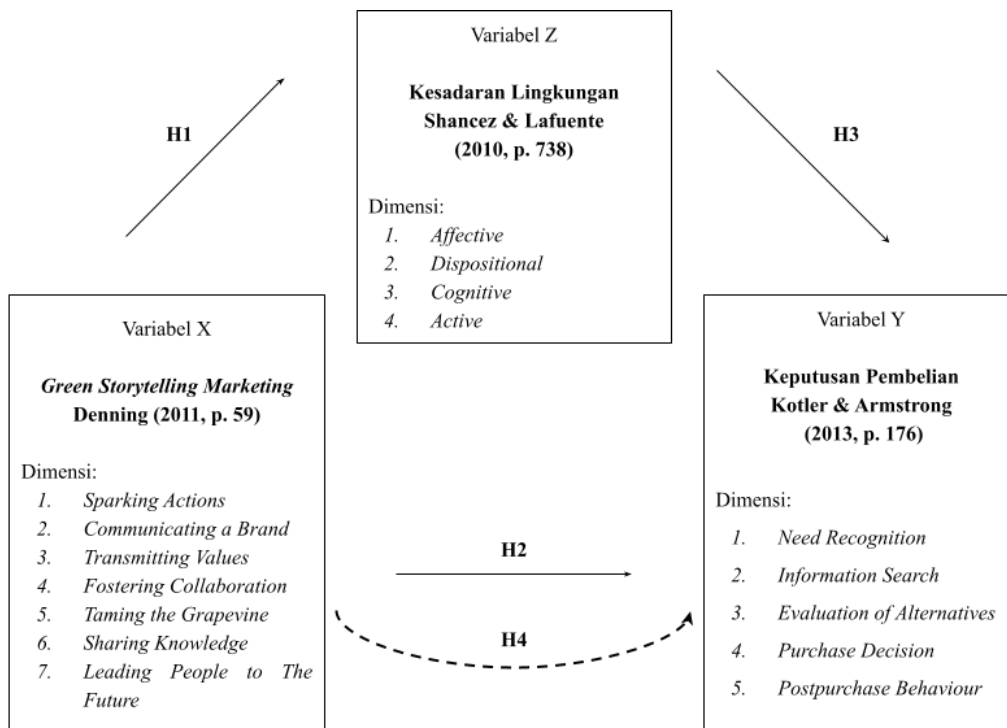 Variabel Z
Kesadaran Lingkungan
Shancez & Lafuente
(2010, p. 738)
Dimensi:
1. Affective
2. Dispositional
3. Cognitive
4. Active
H1
H3
Variabel X
Green Storytelling Marketing
Denning (2011, p. 59)
Dimensi:
1. Sparking Actions
2. Communicating a Brand
3. Transmitting Values
4. Fostering Collaboration
5. Taming the Grapevine
6. Sharing Knowledge
7. Leading People to The
Future
H2
H4
Variabel Y
Keputusan Pembelian
Kotler & Armstrong
(2013, p. 176)
Dimensi:
1. Need Recognition
2. Information Search
3. Evaluation of Alternatives
4. Purchase Decision
5. Postpurchase Behaviour